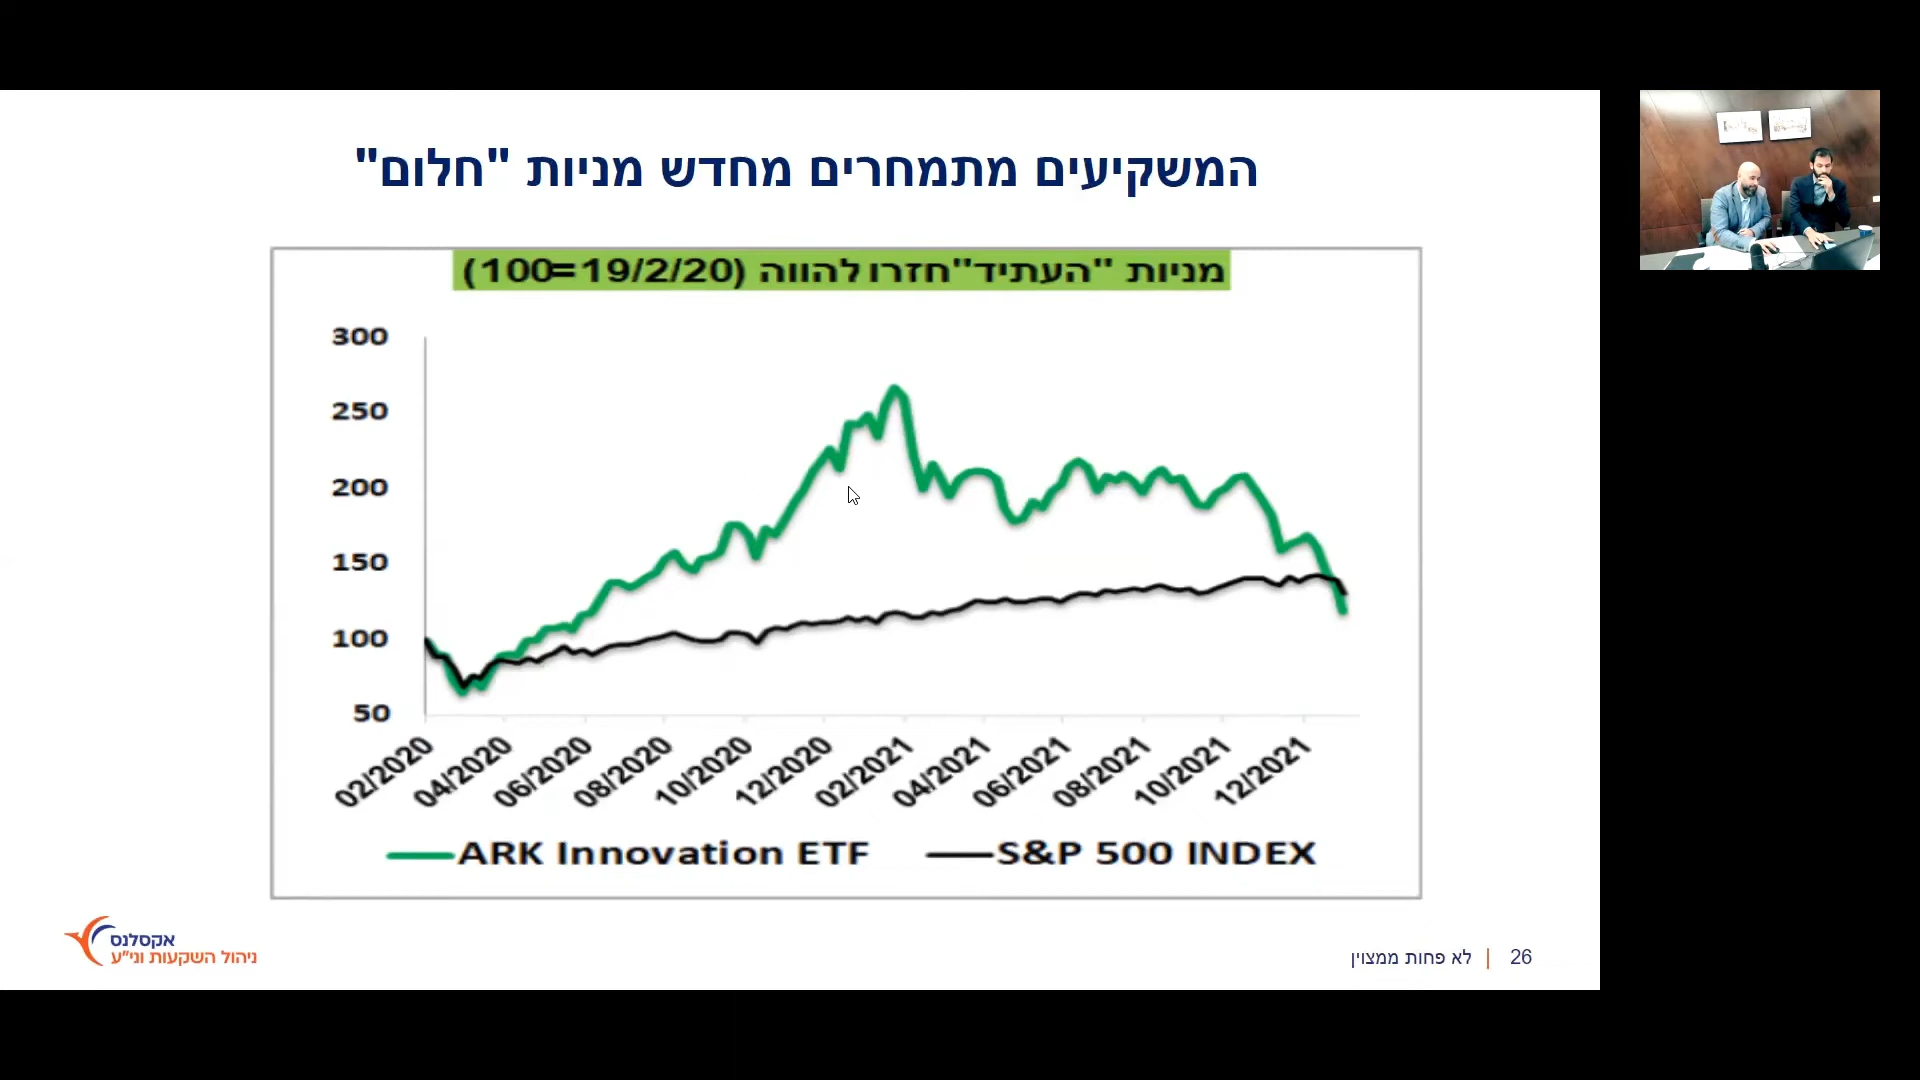 המשקיעים מתמחרים מחדש מניות "חלום"
מניות "העתיד"חזרו להווה (19/2/20=100)
300
250
200
150
100
50
02/2020
04/2020
06/2020
08/2020
10/2020
12/2020
02/2021
04/2021
06/2021
08/2021
10/2021
12/2021
ARK Innovation ETF
S&P 500 INDEX
אקסלנס
ניהול השקעות וני"ע
לא פחות ממצוין | 26